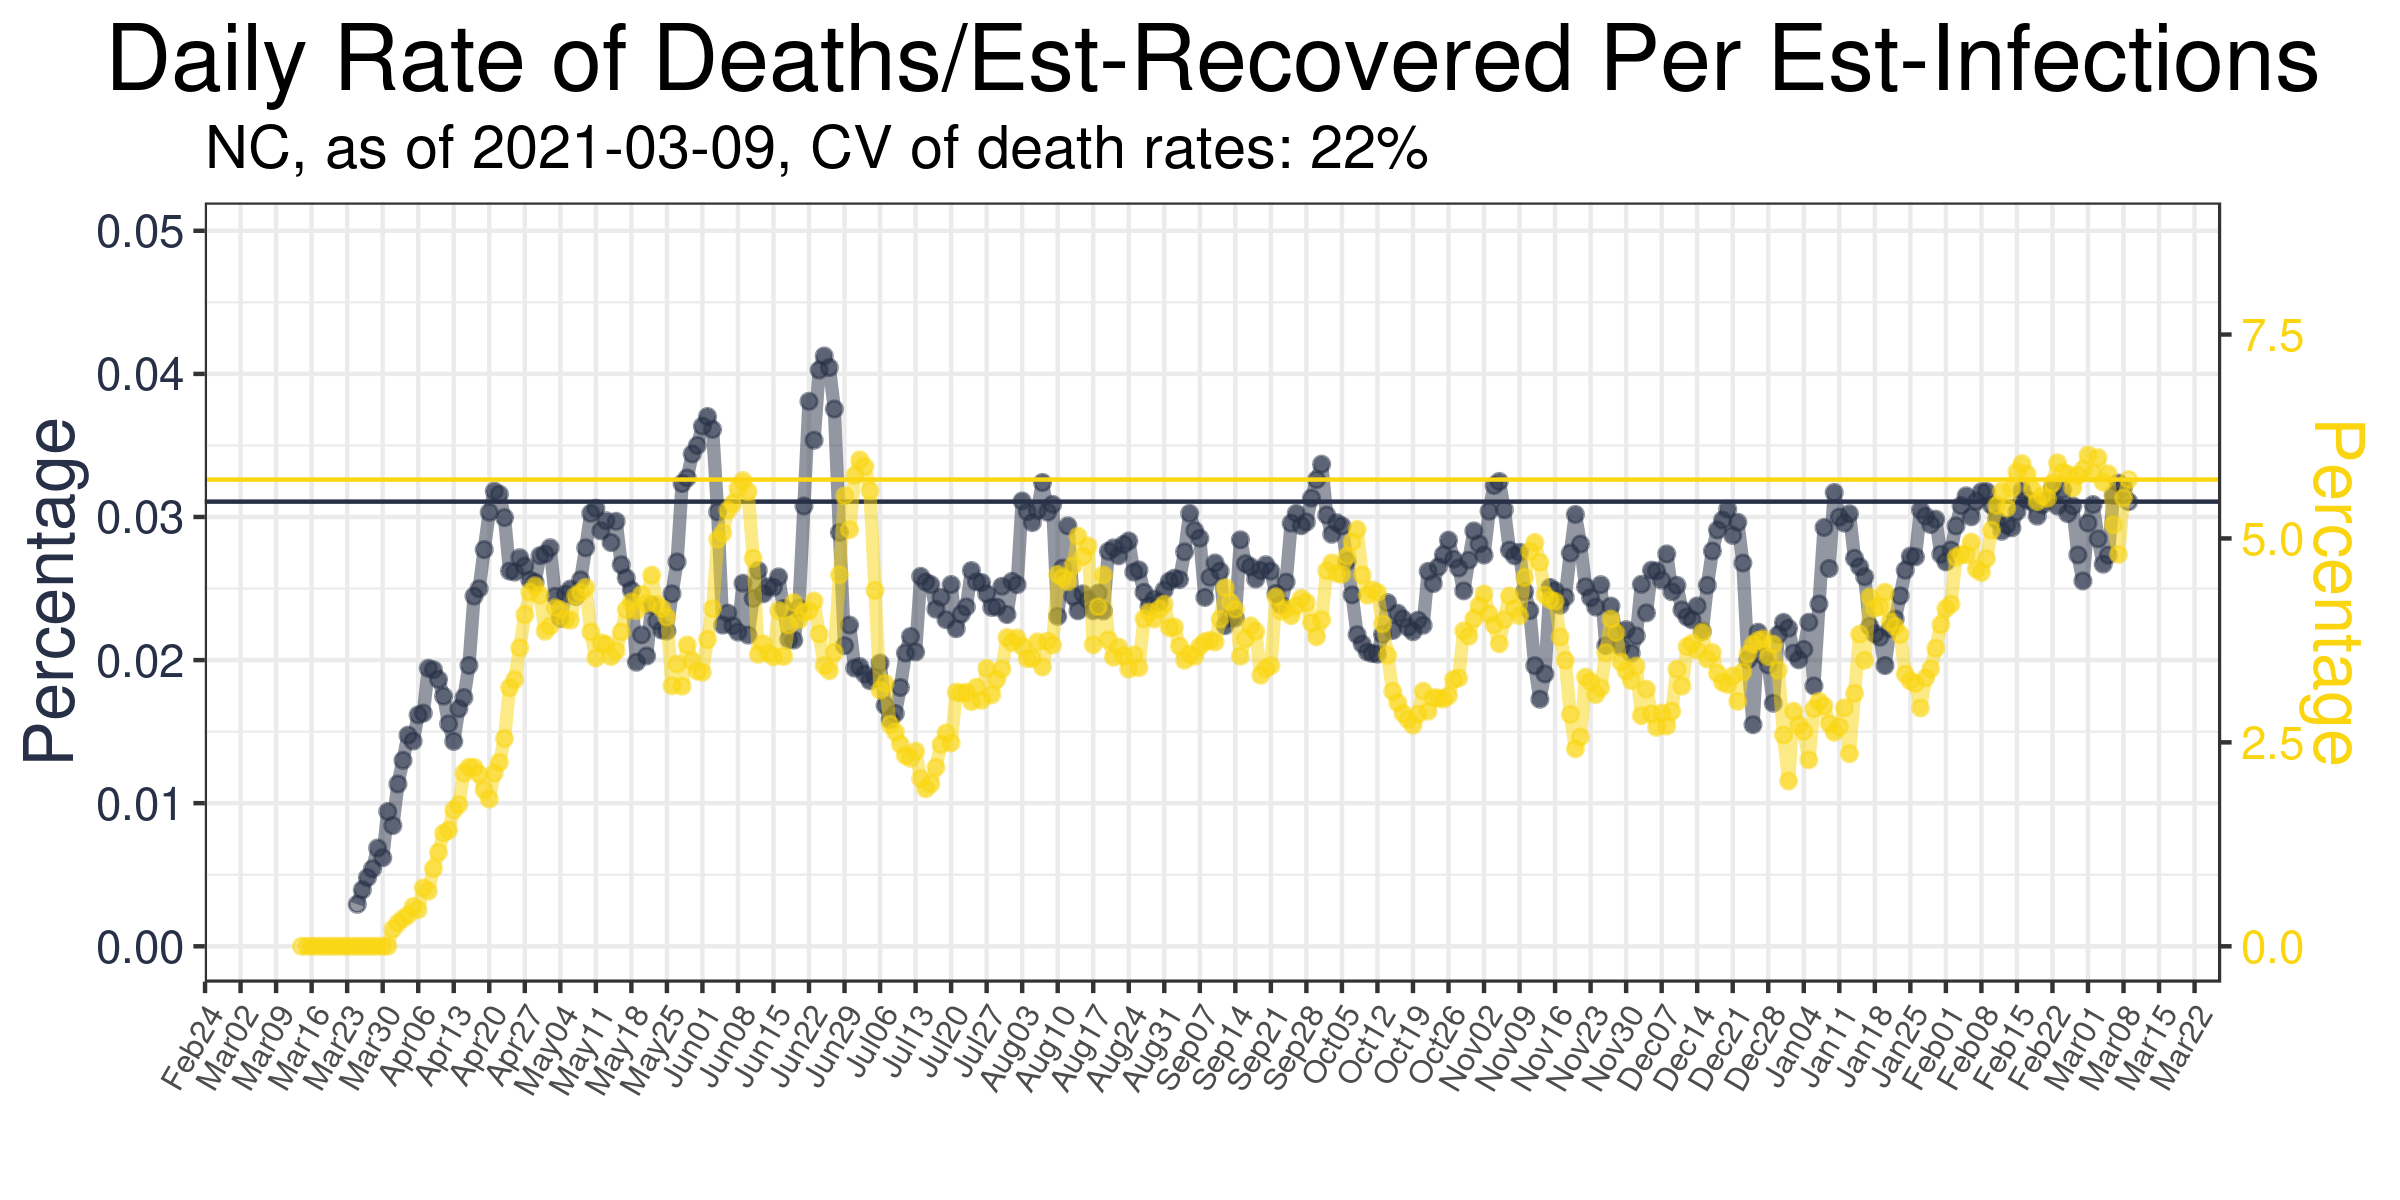 Daily Rate of Deaths/Est-Recovered Per Est-Infections
NC, as of 2021-03-09, CV of death rates: 22%
Percentage
0.05
0.04
0.03
0.02
0.01
0.00
7.5
5.0
2.5
0.0
Percentage
Feb24
Mar02
Mar09
Mar16
Mar23
Mar30
Apr06
Apr13
Apr20
Apr27
May04
May11
May18
May25
Jun01
Jun08
Jun15
Jun22
Jun29
Jul06
Jul13
Jul20
Jul27
Aug03
Aug10
Aug17
Aug24
Aug31
Sep07
Sep14
Sep21
Sep28
Oct05
Oct12
Oct19
Oct26
Nov02
Nov09
Nov16
Nov23
Nov30
Dec07
Dec14
Dec21
Dec28
Jan04
Jan11
Jan18
Jan25
Feb01
Feb08
Feb15
Feb22
Mar01
Mar08
Mar15
Mar22